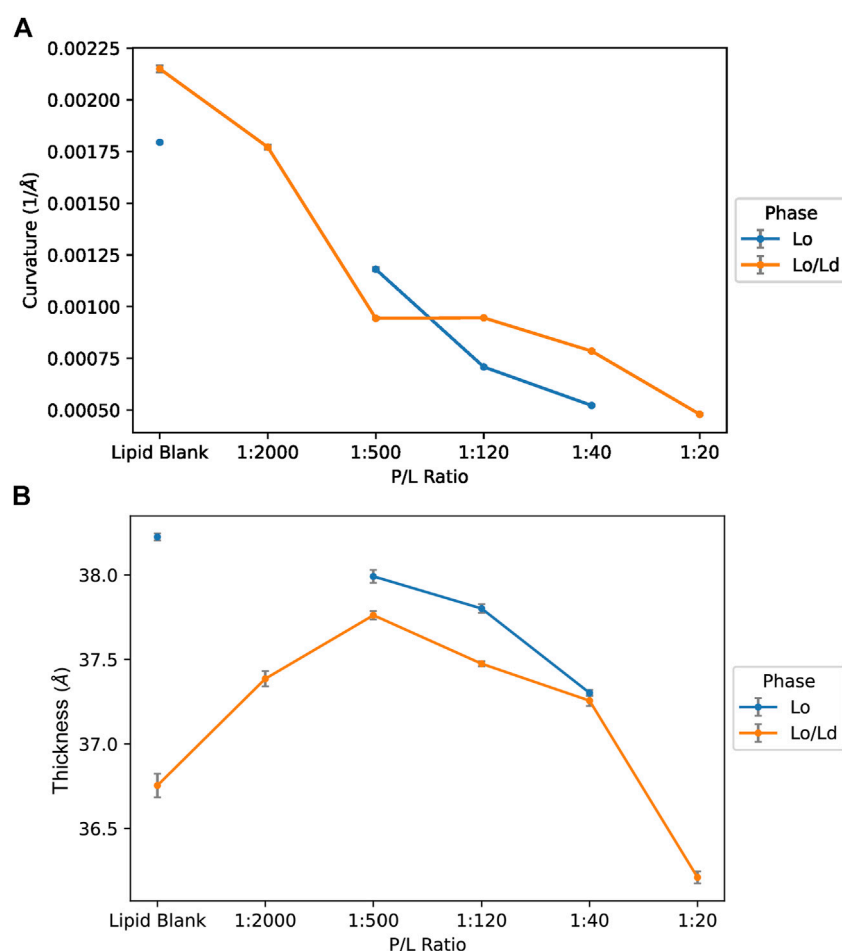 A
0.00225
0.00200
0.00175
0.00150
0.00125
0.00100
0.00075
0.00050
Curvature (1/Å)
Lipid Blank 1:2000 1:500 1:120 1:40 1:20
P/L Ratio
Phase
Lo
Lo/Ld
B
38.0
37.5
37.0
36.5
Thickness (Å)
Lipid Blank 1:2000 1:500 1:120 1:40 1:20
P/L Ratio
Phase
Lo
Lo/Ld